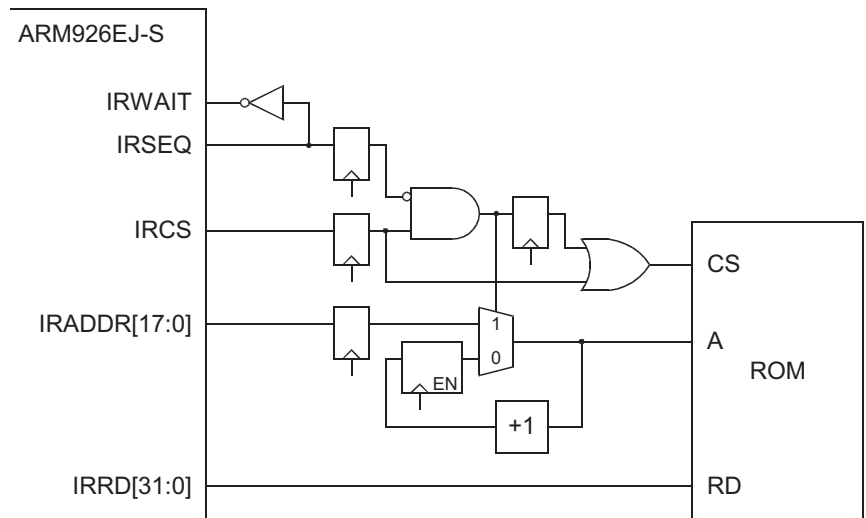 ARM926EJ-S
IRWAIT
IRSEQ
IRCS
CS
IRADDR[17:0]
1
A
0
ROM
EN
+1
IRRD[31:0]
RD